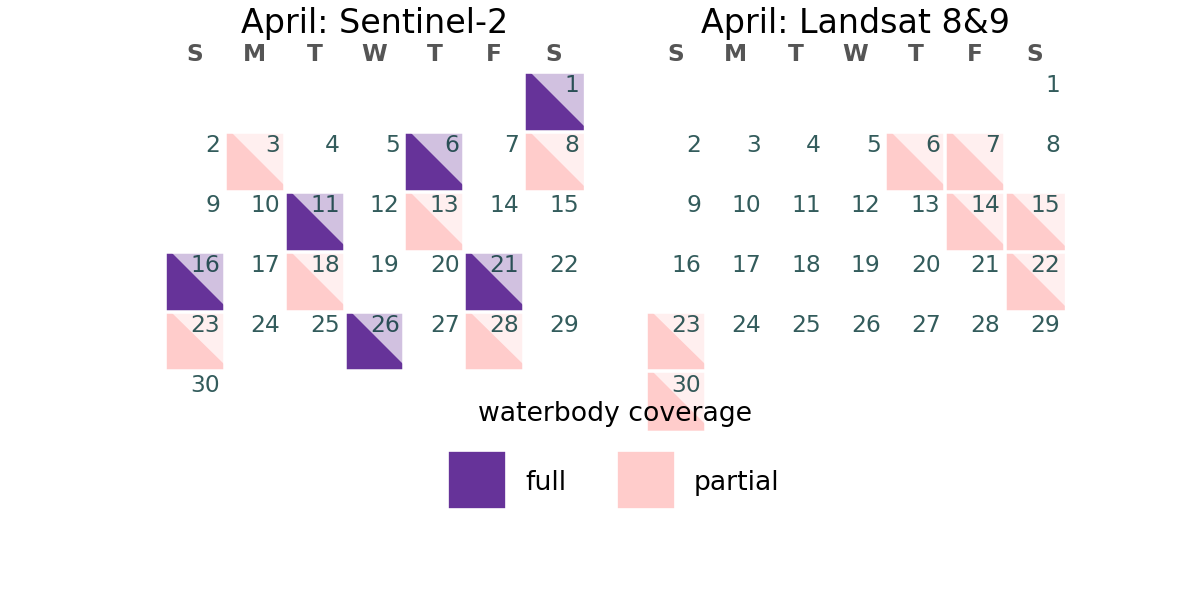 April: Sentinel-2
S M T W T F S
1
2 3 4 5 6 7 8
9 10 11 12 13 14 15
16 17 18 19 20 21 22
23 24 25 26 27 28 29
30
April: Landsat 8&9
S M T W T F S
1
2 3 4 5 6 7 8
9 10 11 12 13 14 15
16 17 18 19 20 21 22
23 24 25 26 27 28 29
30
waterbody coverage
full
partial